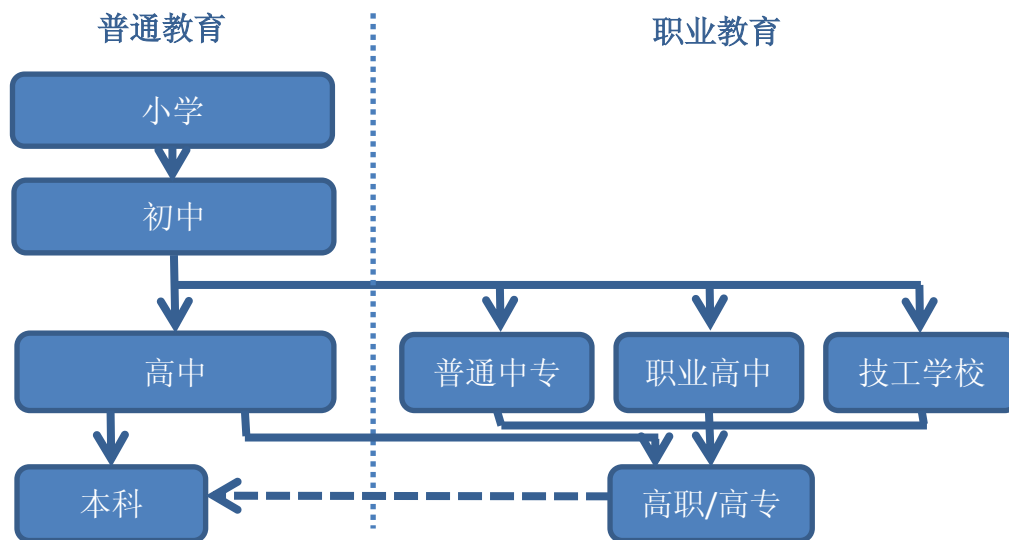 普通教育
职业教育
小学
初中
高中
普通中专
职业高中
技工学校
本科
高职/高专